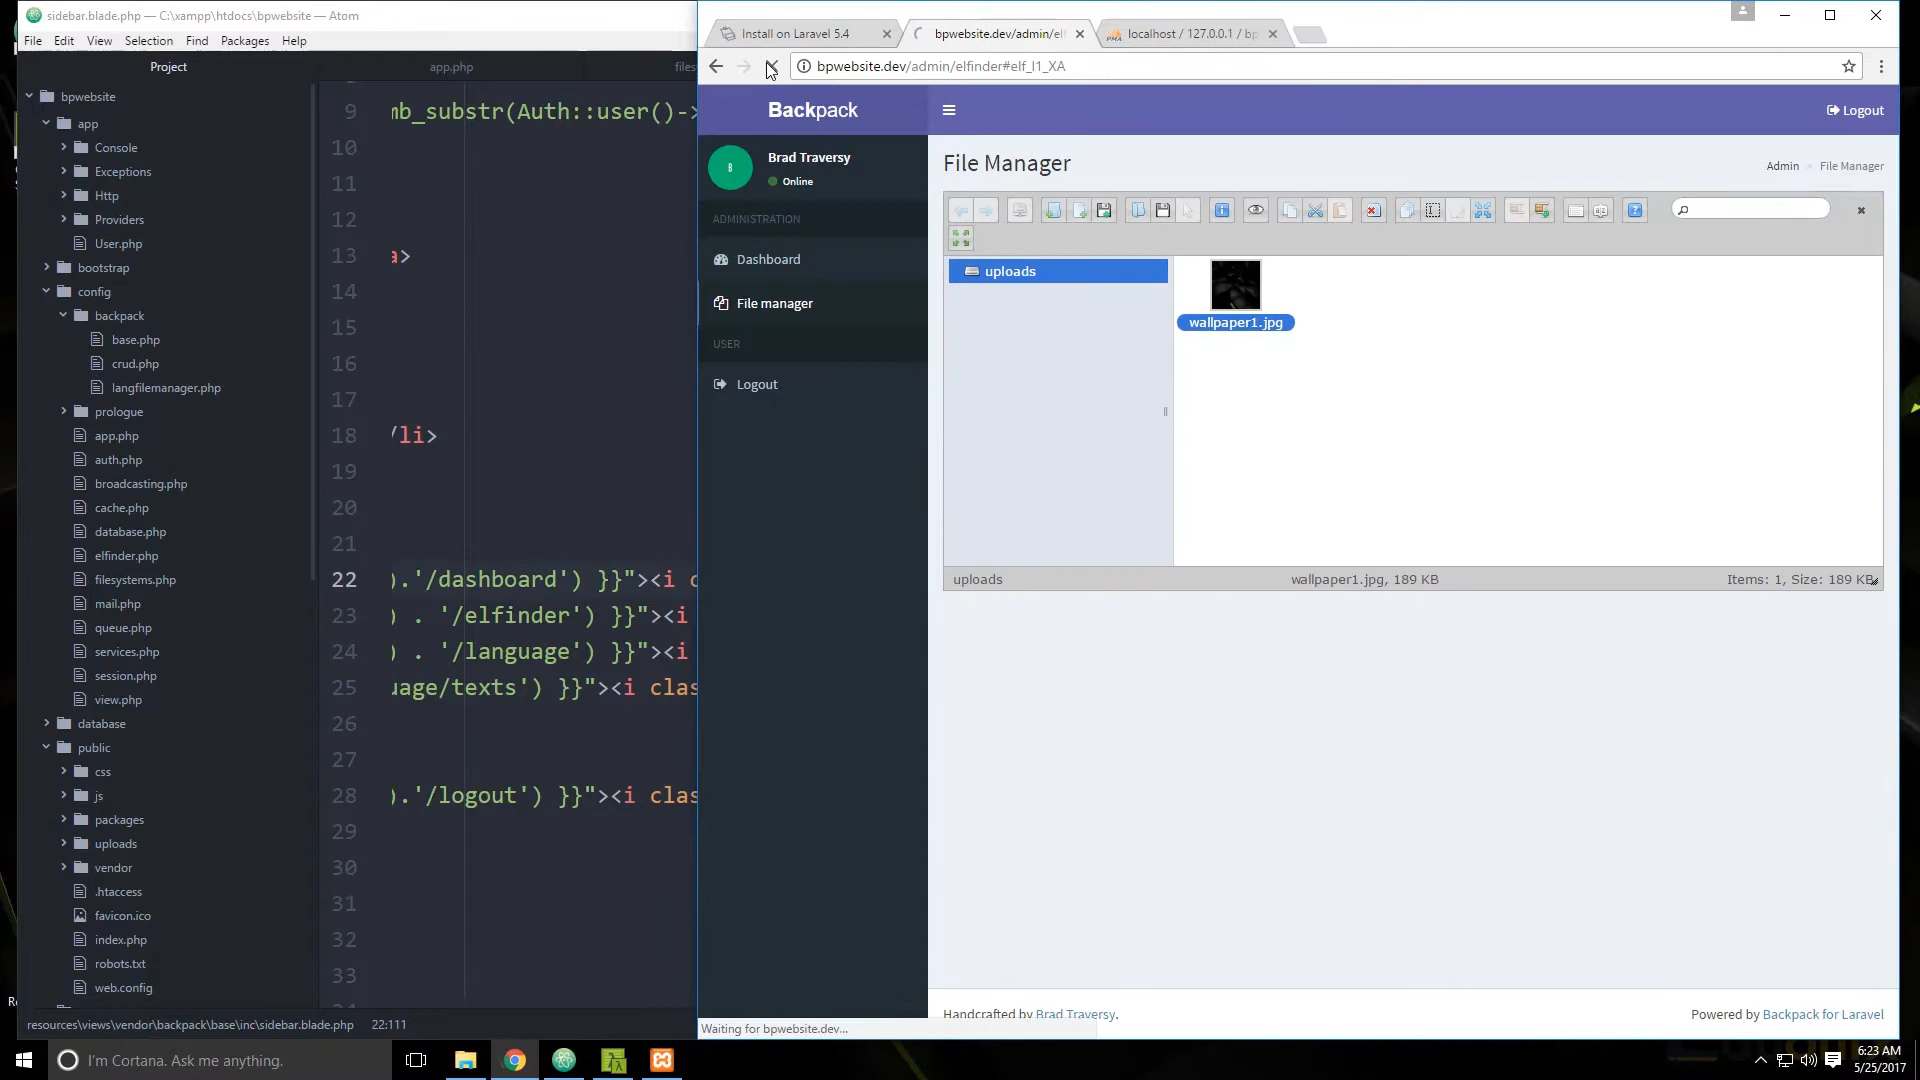 sidebar.blade.php — C:\xampp\htdocs\bpwebsite — Atom
File Edit View Selection Find Packages Help
Project
bpwebsite
app
Console
Exceptions
Http
Providers
User.php
bootstrap
config
backpack
base.php
crud.php
langfilemanager.php
prologue
app.php
auth.php
broadcasting.php
cache.php
database.php
elfinder.php
filesystems.php
mail.php
queue.php
services.php
session.php
view.php
database
public
css
js
packages
uploads
vendor
.htaccess
favicon.ico
index.php
robots.txt
web.config
app.php files
9 mb_substr(Auth::user()->
10
11
12
13 a>
14
15
16
17
18 /li>
19
20
21
22 ).'/dashboard') }}"><i c
23 ) . '/elfinder') }}"><i
24 ) . '/language') }}"><i
25 uage/texts') }}"><i clas
26
27
28 ).'/logout') }}"><i clas
29
30
31
32
33
resources\views\vendor\backpack\base\inc\sidebar.blade.php 22:111
Install on Laravel 5.4
bpwebsite.dev/admin/elf
localhost / 127.0.0.1 / bp
bpwebsite.dev/admin/elfinder#elf_l1_XA
Backpack
Logout
B
Brad Traversy
Online
ADMINISTRATION
Dashboard
File manager
USER
Logout
File Manager
Admin > File Manager
uploads
wallpaper1.jpg
uploads wallpaper1.jpg, 189 KB Items: 1, Size: 189 KB
Handcrafted by Brad Traversy.
Powered by Backpack for Laravel
Waiting for bpwebsite.dev...
I'm Cortana. Ask me anything.
6:23 AM
5/25/2017